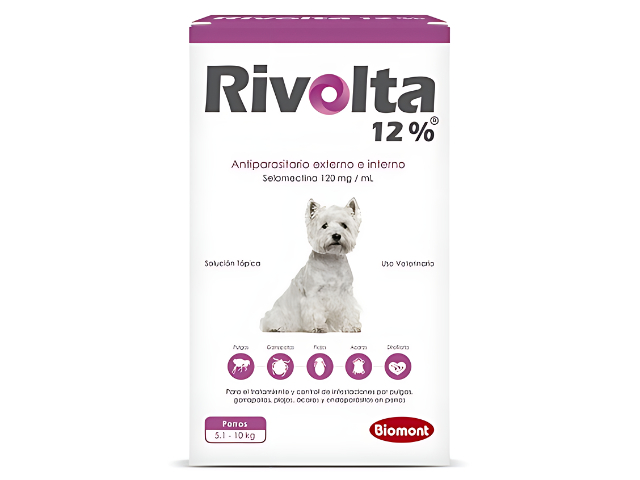 Rivolta
12%®
Antiparasitario externo e interno
Selamectina 120 mg / mL
Solución Tópica
Uso Veterinario
Pulgas Garrapatas Piojos Ácaros Dirofilaria
Para el tratamiento y control de infestaciones por pulgas,
garrapatas, piojos, ácaros y endoparásitos en perros
Perros
5.1 - 10 kg
Biomont